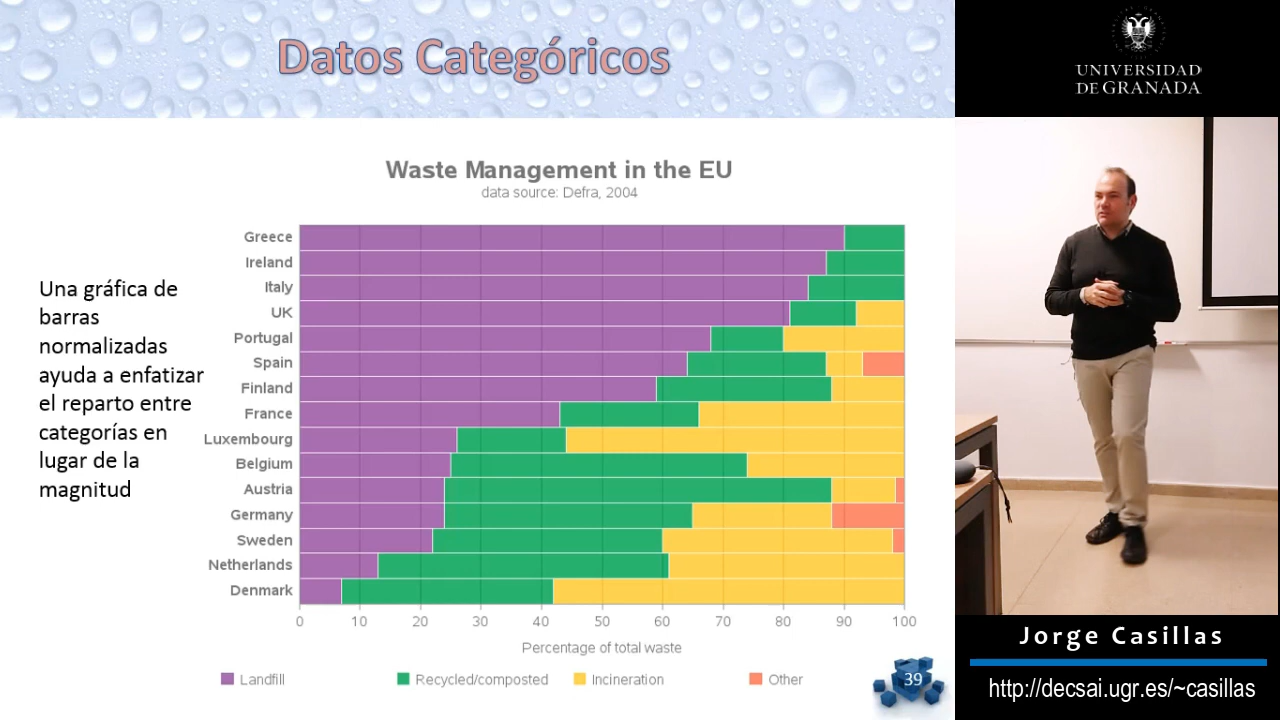 Datos Categóricos
UNIVERSIDAD
DE GRANADA
Waste Management in the EU
data source: Defra, 2004
Una gráfica de
barras
normalizadas
ayuda a enfatizar
el reparto entre
categorías en
lugar de la
magnitud
Greece
Ireland
Italy
UK
Portugal
Spain
Finland
France
Luxembourg
Belgium
Austria
Germany
Sweden
Netherlands
Denmark
0 10 20 30 40 50 60 70 80 90 100
Percentage of total waste
Landfill Recycled/composted Incineration Other
39
Jorge Casillas
http://decsai.ugr.es/~casillas